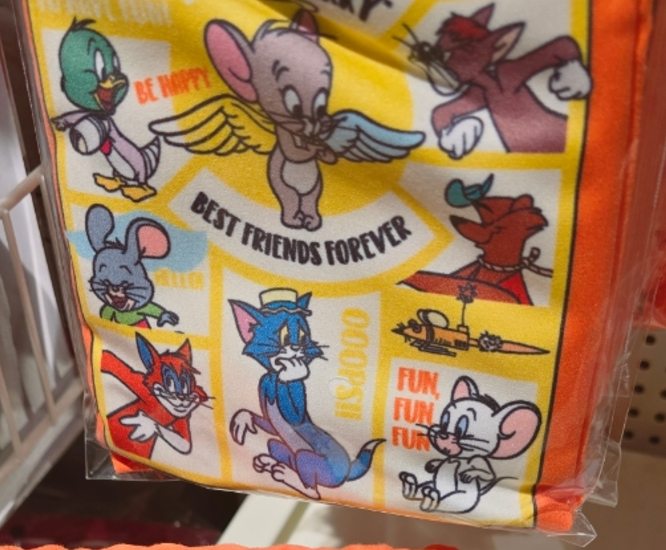 BE HAPPY
BEST FRIENDS FOREVER
OOOPS!!
FUN,
FUN,
FUN